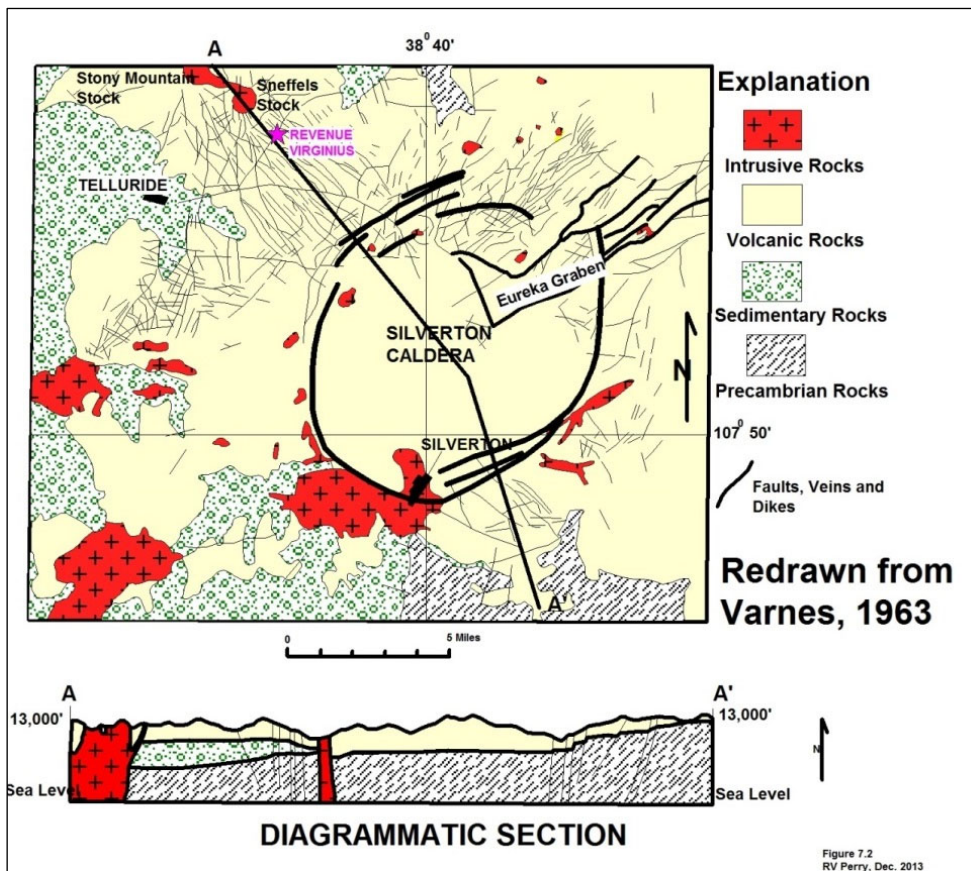 A
38° 40'
Stony Mountain
Stock
Sneffels
Stock
REVENUE
VIRGINIUS
TELLURIDE
Eureka Graben
SILVERTON
CALDERA
SILVERTON
A'
N
107° 50'
Explanation
Intrusive Rocks
Volcanic Rocks
Sedimentary Rocks
Precambrian Rocks
Faults, Veins and
Dikes
Redrawn from
Varnes, 1963
0
5 Miles
A
A'
13,000'
13,000'
N
Sea Level
Sea Level
DIAGRAMMATIC SECTION
Figure 7.2
RV Perry, Dec. 2013